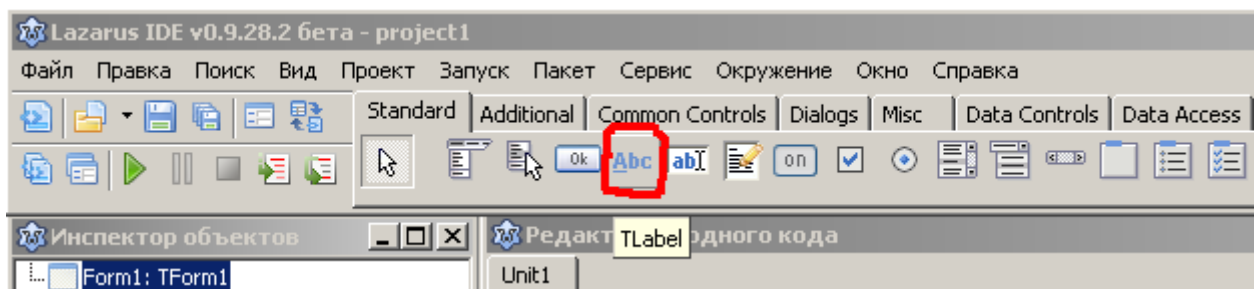 Lazarus IDE v0.9.28.2 бета - project1
Файл Правка Поиск Вид Проект Запуск Пакет Сервис Окружение Окно Справка
Standard Additional Common Controls Dialogs Misc Data Controls Data Access
Ok Abc abI on
Инспектор объектов
Редакт TLabel одного кода
Form1: TForm1
Unit1